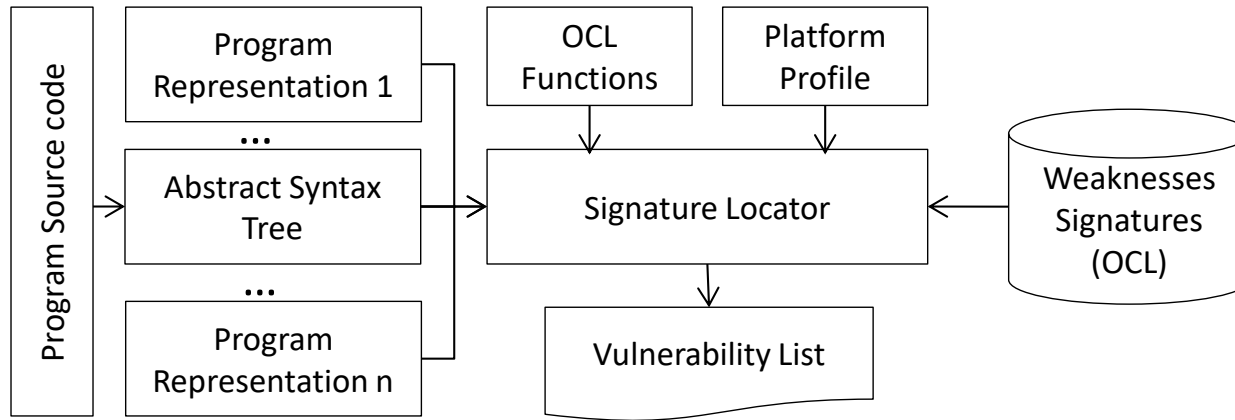 Program Source code
Program
Representation 1
...
Abstract Syntax
Tree
...
Program
Representation n
OCL
Functions
Platform
Profile
Signature Locator
Vulnerability List
Weaknesses
Signatures
(OCL)